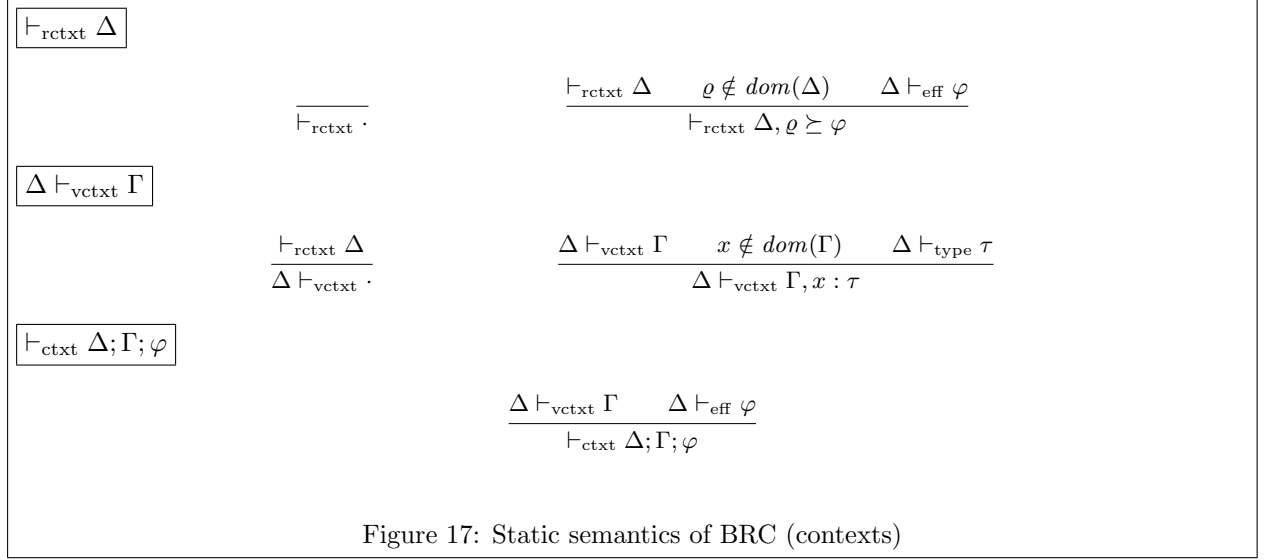 ⊢rctxt Δ
⊢rctxt Δ    ϱ ∉ dom(Δ)    Δ ⊢eff φ
⊢rctxt ·    ⊢rctxt Δ, ϱ ⪰ φ
Δ ⊢vctxt Γ
⊢rctxt Δ    Δ ⊢vctxt Γ    x ∉ dom(Γ)    Δ ⊢type τ
Δ ⊢vctxt ·    Δ ⊢vctxt Γ, x : τ
⊢ctxt Δ; Γ; φ
Δ ⊢vctxt Γ    Δ ⊢eff φ
⊢ctxt Δ; Γ; φ
Figure 17: Static semantics of BRC (contexts)